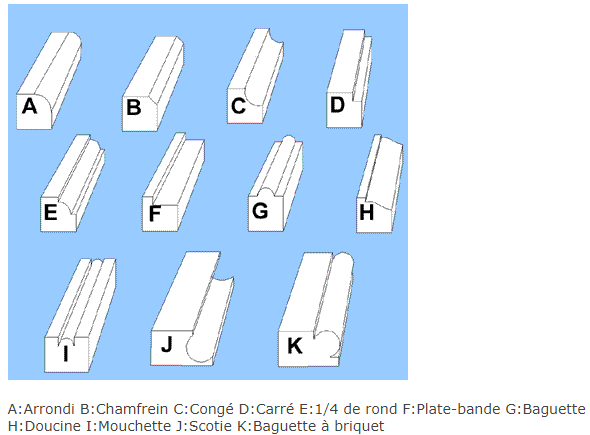 A B C D
E F G H
I J K
A:Arrondi B:Chamfrein C:Congé D:Carré E:1/4 de rond F:Plate-bande G:Baguette
H:Doucine I:Mouchette J:Scotie K:Baguette à briquet